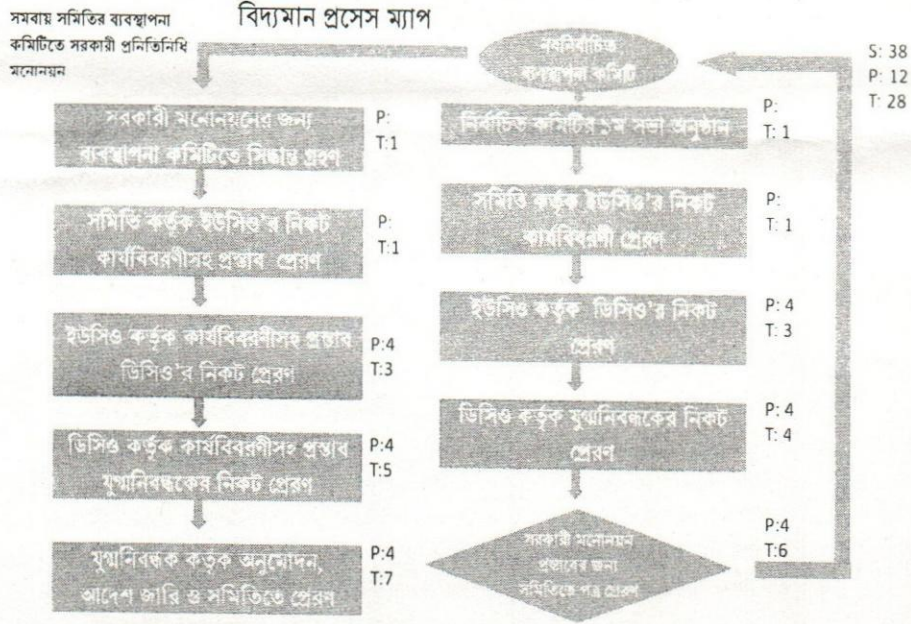 সমবায় সমিতির ব্যবস্থাপনা
কমিটিতে সরকারী প্রনিতিনিধি
মনোনয়ন
বিদ্যমান প্রসেস ম্যাপ
নবনির্বাচিত
ব্যবস্থাপনা কমিটি
S: 38
P: 12
T: 28
সরকারী মনোনয়নের জন্য
ব্যবস্থাপনা কমিটিতে সিদ্ধান্ত গ্রহণ
P:
T:1
সমিতি কর্তৃক ইউসিও'র নিকট
কার্যবিবরণীসহ প্রস্তাব প্রেরণ
P:
T:1
ইউসিও কর্তৃক কার্যবিবরণীসহ প্রস্তাব
ডিসিও'র নিকট প্রেরণ
P:4
T:3
ডিসিও কর্তৃক কার্যবিবরণীসহ প্রস্তাব
যুগ্মনিবন্ধকের নিকট প্রেরণ
P:4
T:5
যুগ্মনিবন্ধক কর্তৃক অনুমোদন,
আদেশ জারি ও সমিতিতে প্রেরণ
P:4
T:7
নির্বাচিত কমিটির ১ম সভা অনুষ্ঠান
P:
T: 1
সমিতি কর্তৃক ইউসিও'র নিকট
কার্যবিবরণী প্রেরণ
P:
T: 1
ইউসিও কর্তৃক ডিসিও'র নিকট
প্রেরণ
P: 4
T: 3
ডিসিও কর্তৃক যুগ্মনিবন্ধকের নিকট
প্রেরণ
P: 4
T: 4
সরকারী মনোনয়ন
প্রস্তাবের জন্য
সমিতিতে পত্র প্রেরণ
P:4
T:6